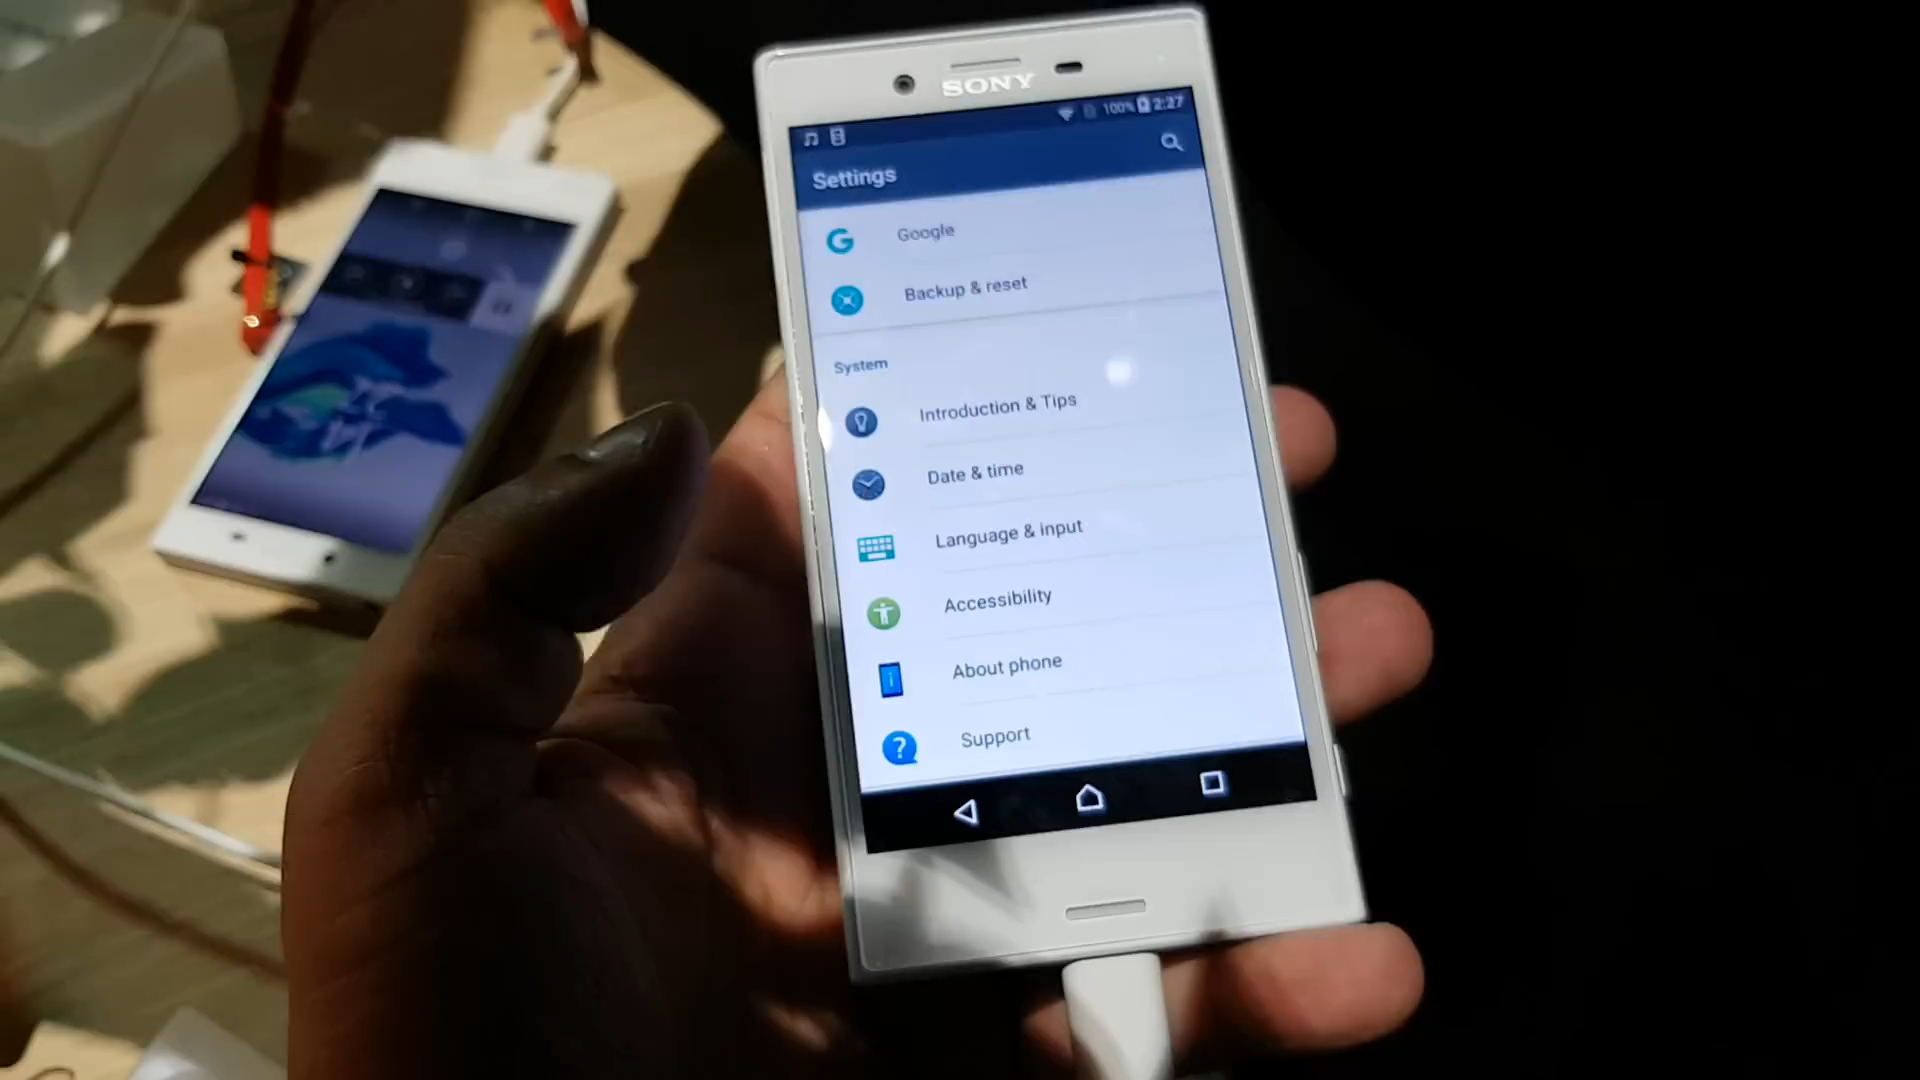 SONY
100% 2:27
Settings
Google
Backup & reset
System
Introduction & Tips
Date & time
Language & input
Accessibility
About phone
Support